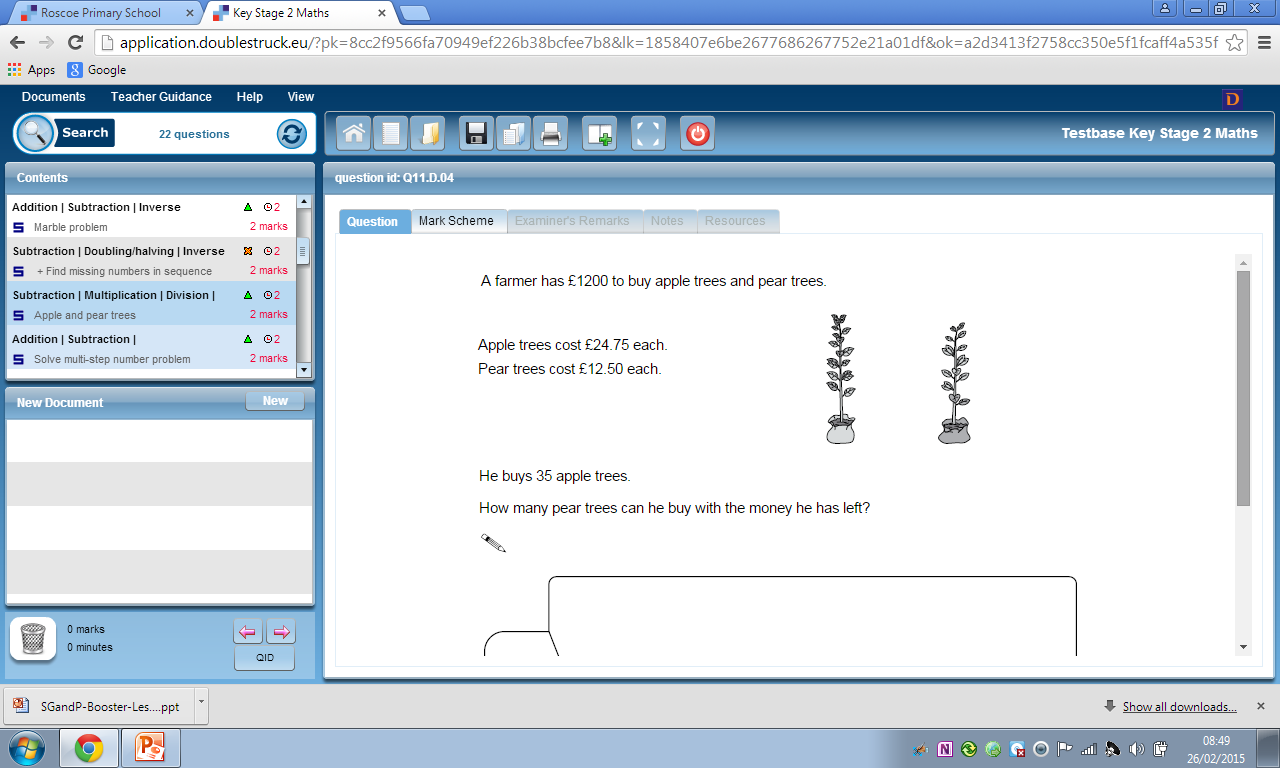 Roscoe Primary School
Key Stage 2 Maths
application.doublestruck.eu/?pk=8cc2f9566fa70949ef226b38bcfee7b8&lk=1858407e6be2677686267752e21a01df&ok=a2d3413f2758cc350e5f1fcaff4a535f
Apps Google
Documents Teacher Guidance Help View
D
Search 22 questions
Testbase Key Stage 2 Maths
Contents
Addition | Subtraction | Inverse 2
S Marble problem 2 marks
Subtraction | Doubling/halving | Inverse 2
S + Find missing numbers in sequence 2 marks
Subtraction | Multiplication | Division | 2
S Apple and pear trees 2 marks
Addition | Subtraction | 2
S Solve multi-step number problem 2 marks
New Document New
0 marks
0 minutes
QID
question id: Q11.D.04
Question Mark Scheme Examiner's Remarks Notes Resources
A farmer has £1200 to buy apple trees and pear trees.
Apple trees cost £24.75 each.
Pear trees cost £12.50 each.
He buys 35 apple trees.
How many pear trees can he buy with the money he has left?
SGandP-Booster-Les....ppt
Show all downloads...
N
08:49
26/02/2015